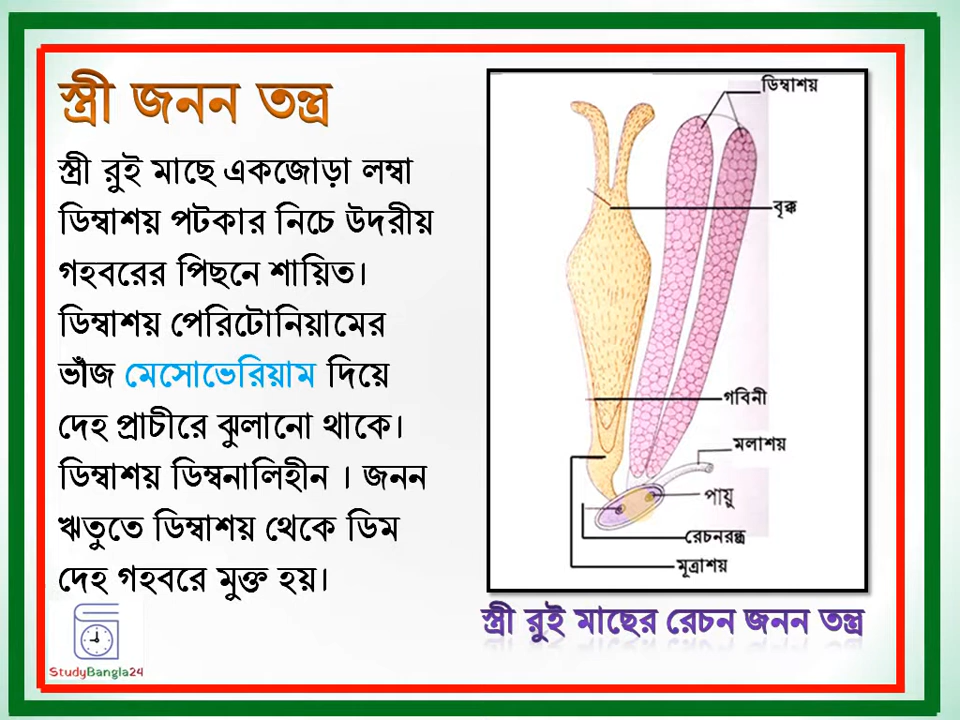 স্ত্রী জনন তন্ত্র
স্ত্রী রুই মাছে একজোড়া লম্বা
ডিম্বাশয় পটকার নিচে উদরীয়
গহবরের পিছনে শায়িত।
ডিম্বাশয় পেরিটোনিয়ামের
ভাঁজ মেসোভেরিয়াম দিয়ে
দেহ প্রাচীরে ঝুলানো থাকে।
ডিম্বাশয় ডিম্বনালিহীন । জনন
ঋতুতে ডিম্বাশয় থেকে ডিম
দেহ গহবরে মুক্ত হয়।
StudyBangla24
ডিম্বাশয়
বৃক্ক
গবিনী
মলাশয়
পায়ু
রেচনরন্ধ্র
মূত্রাশয়
স্ত্রী রুই মাছের রেচন জনন তন্ত্র